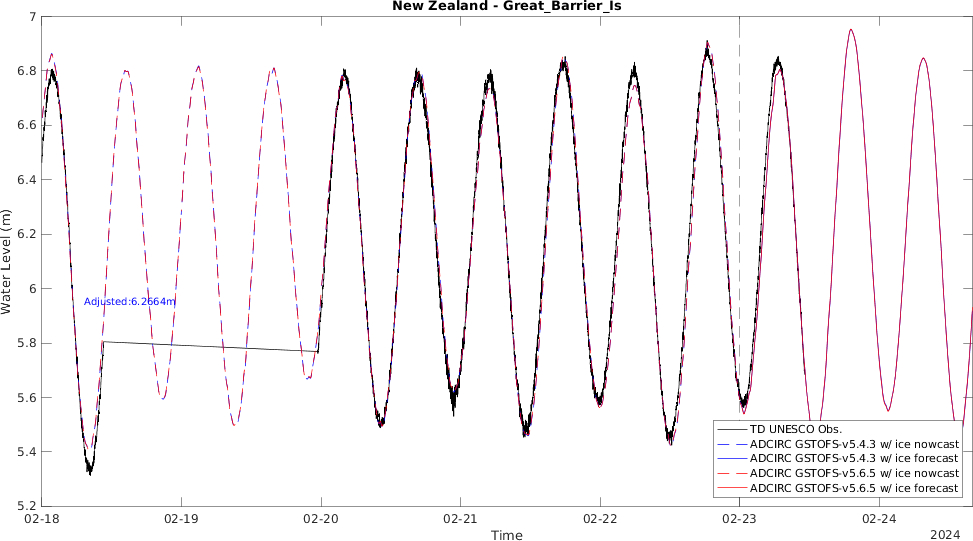 New Zealand - Great_Barrier_Is
7
6.8
6.6
6.4
6.2
6
5.8
5.6
5.4
5.2
Water Level (m)
Adjusted:6.2664m
TD UNESCO Obs.
ADCIRC GSTOFS-v5.4.3 w/ ice nowcast
ADCIRC GSTOFS-v5.4.3 w/ ice forecast
ADCIRC GSTOFS-v5.6.5 w/ ice nowcast
ADCIRC GSTOFS-v5.6.5 w/ ice forecast
02-18 02-19 02-20 02-21 02-22 02-23 02-24
Time
2024